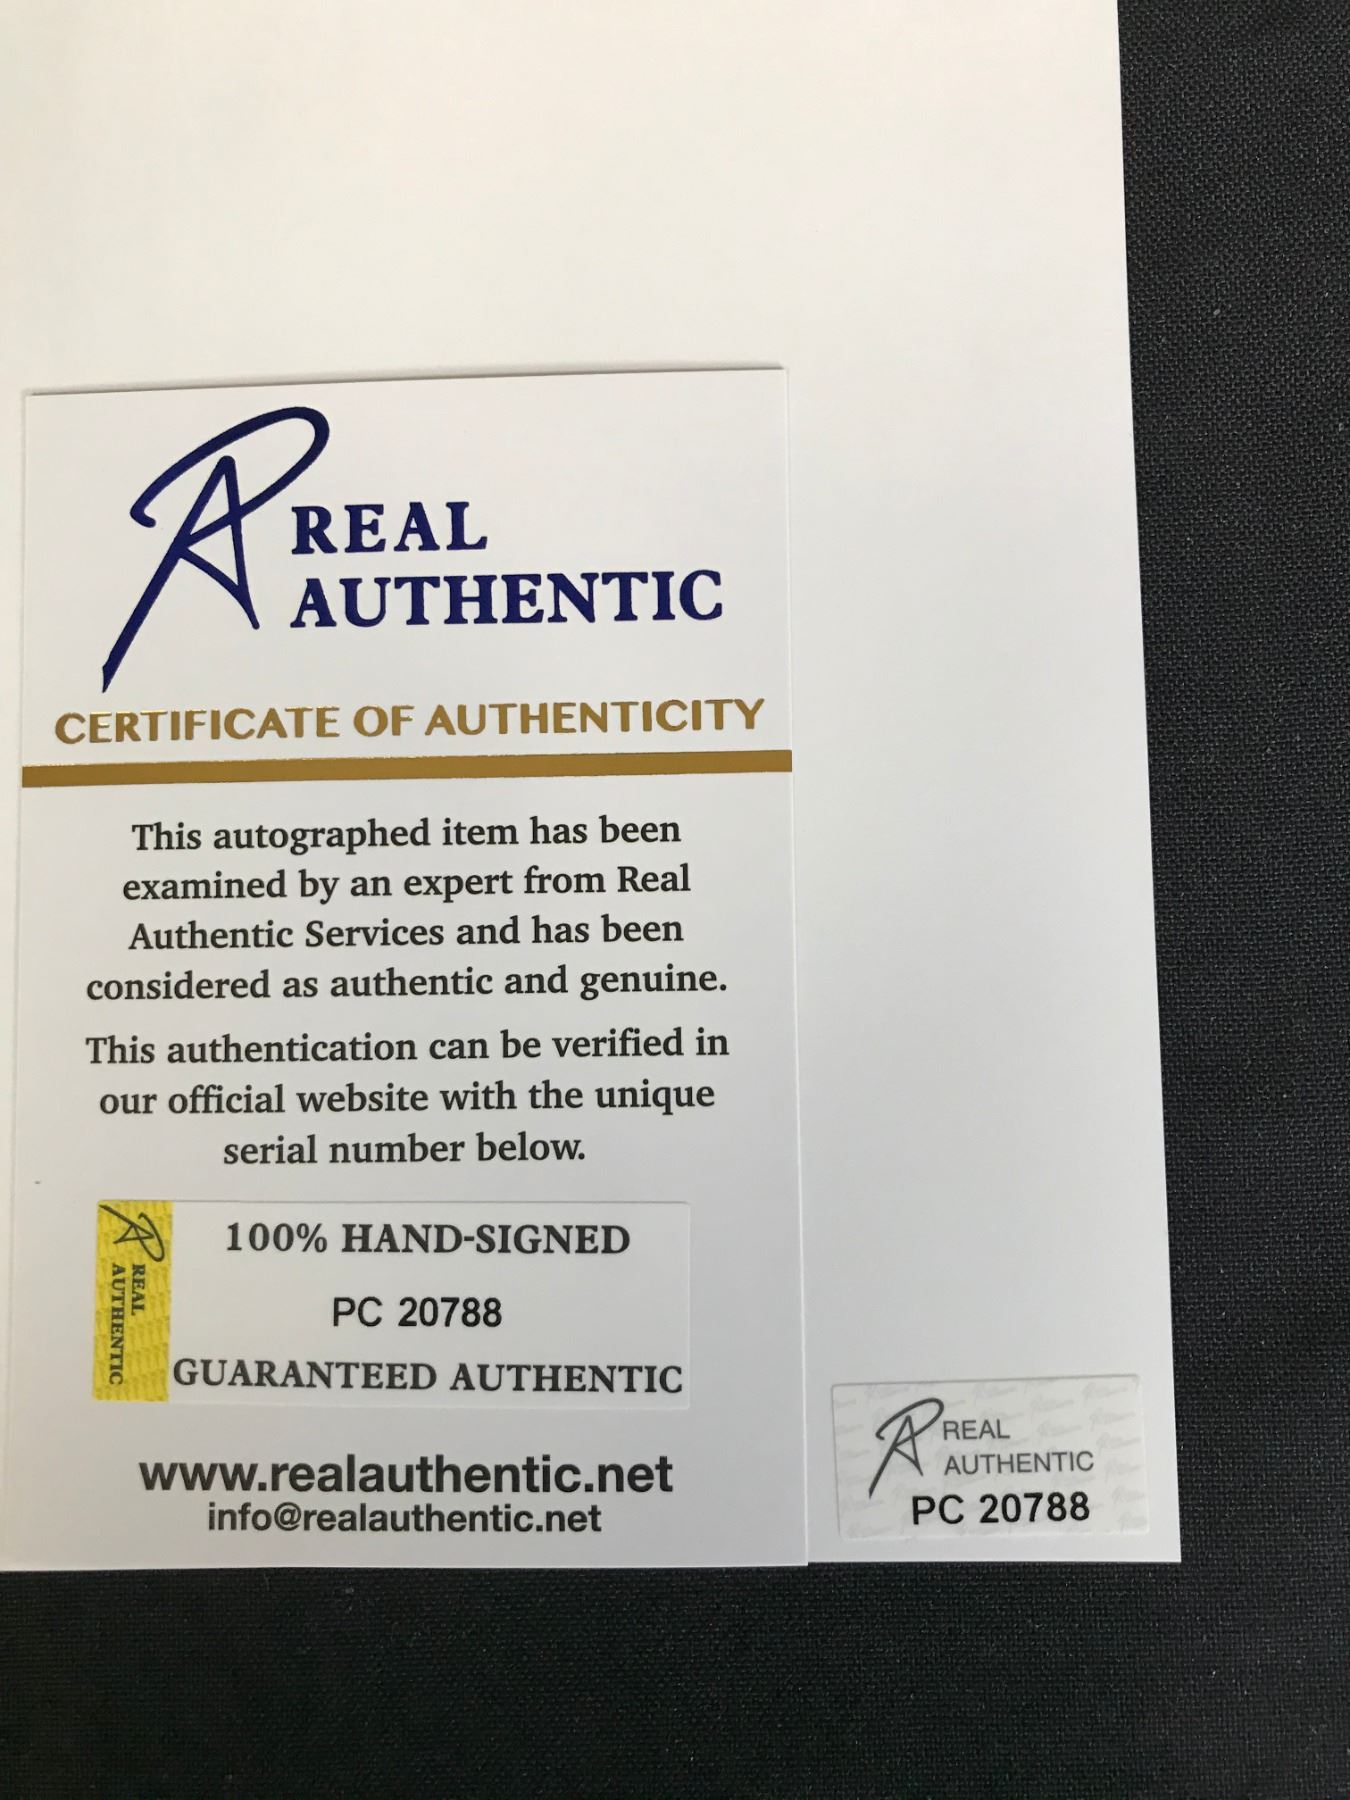 REAL
AUTHENTIC
CERTIFICATE OF AUTHENTICITY
This autographed item has been
examined by an expert from Real
Authentic Services and has been
considered as authentic and genuine.
This authentication can be verified in
our official website with the unique
serial number below.
REAL
AUTHENTIC
100% HAND-SIGNED
PC 20788
GUARANTEED AUTHENTIC
www.realauthentic.net
info@realauthentic.net
REAL
AUTHENTIC
PC 20788